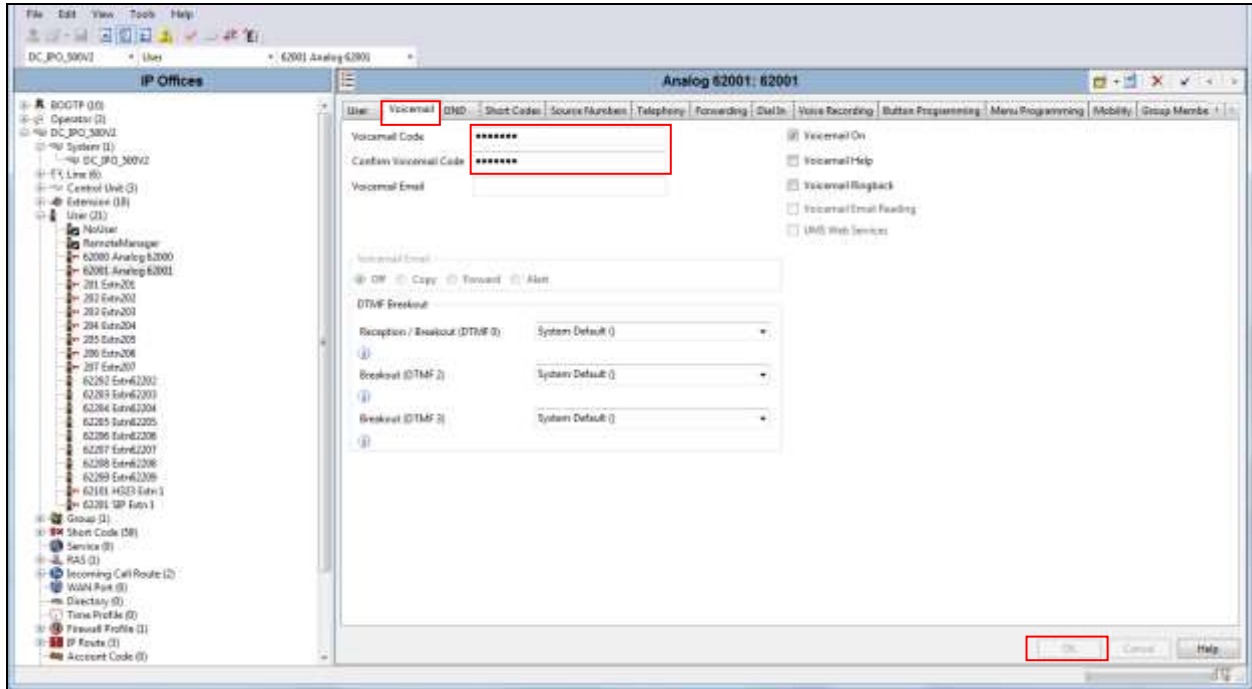 File Edit View Tools Help
DC_IPO_500V2 User 62001 Analog 62001
IP Offices
BOOTP (10)
Operator (3)
DC_IPO_500V2
System (1)
DC_IPO_500V2
Line (6)
Control Unit (3)
Extension (18)
User (21)
NoUser
RemoteManager
62000 Analog 62000
62001 Analog 62001
201 Extn201
202 Extn202
203 Extn203
204 Extn204
205 Extn205
206 Extn206
207 Extn207
62202 Extn62202
62203 Extn62203
62204 Extn62204
62205 Extn62205
62206 Extn62206
62207 Extn62207
62208 Extn62208
62209 Extn62209
62101 H323 Extn 1
62201 SIP Extn 1
Group (1)
Short Code (58)
Service (0)
RAS (1)
Incoming Call Route (2)
WAN Port (0)
Directory (0)
Time Profile (0)
Firewall Profile (1)
IP Route (3)
Account Code (0)
Analog 62001: 62001
User Voicemail DND Short Codes Source Numbers Telephony Forwarding Dial In Voice Recording Button Programming Menu Programming Mobility Group Membe
Voicemail Code •••••••
Confirm Voicemail Code •••••••
Voicemail Email
Voicemail On
Voicemail Help
Voicemail Ringback
Voicemail Email Reading
UMS Web Services
Voicemail Email
Off Copy Forward Alert
DTMF Breakout
Reception / Breakout (DTMF 0) System Default ()
Breakout (DTMF 2) System Default ()
Breakout (DTMF 3) System Default ()
OK Cancel Help